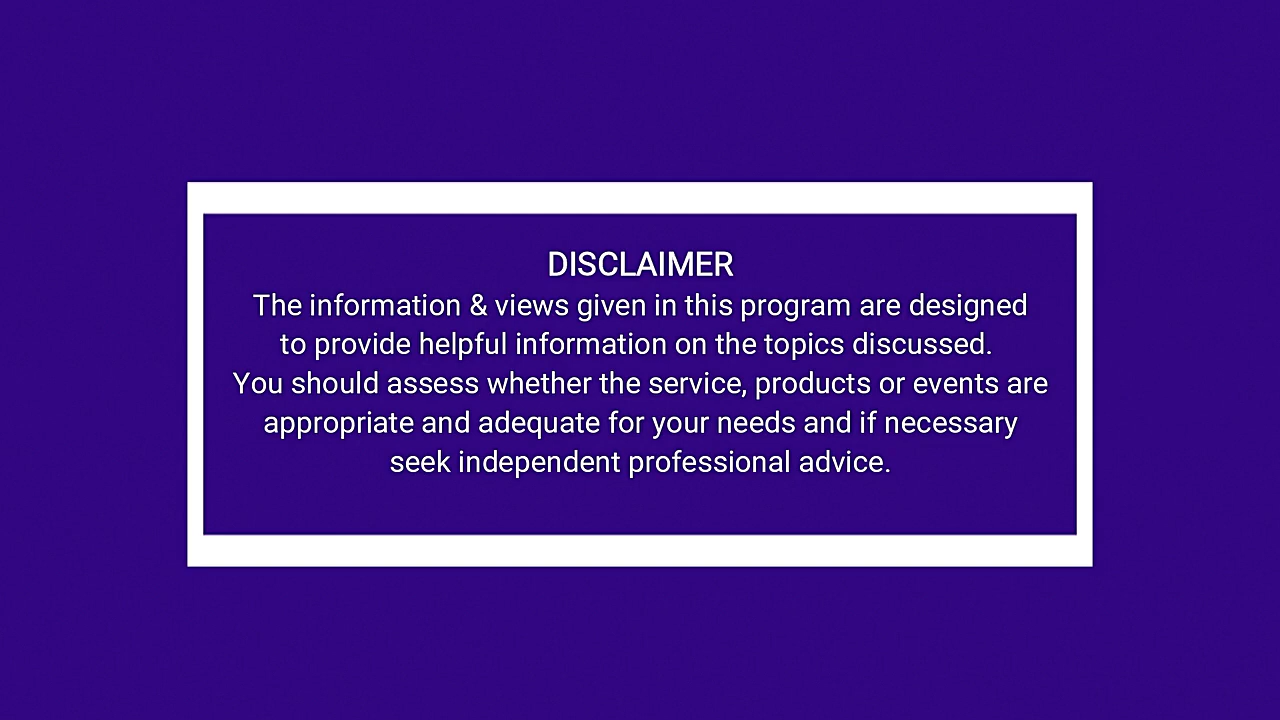 DISCLAIMER
The information & views given in this program are designed
to provide helpful information on the topics discussed.
You should assess whether the service, products or events are
appropriate and adequate for your needs and if necessary
seek independent professional advice.